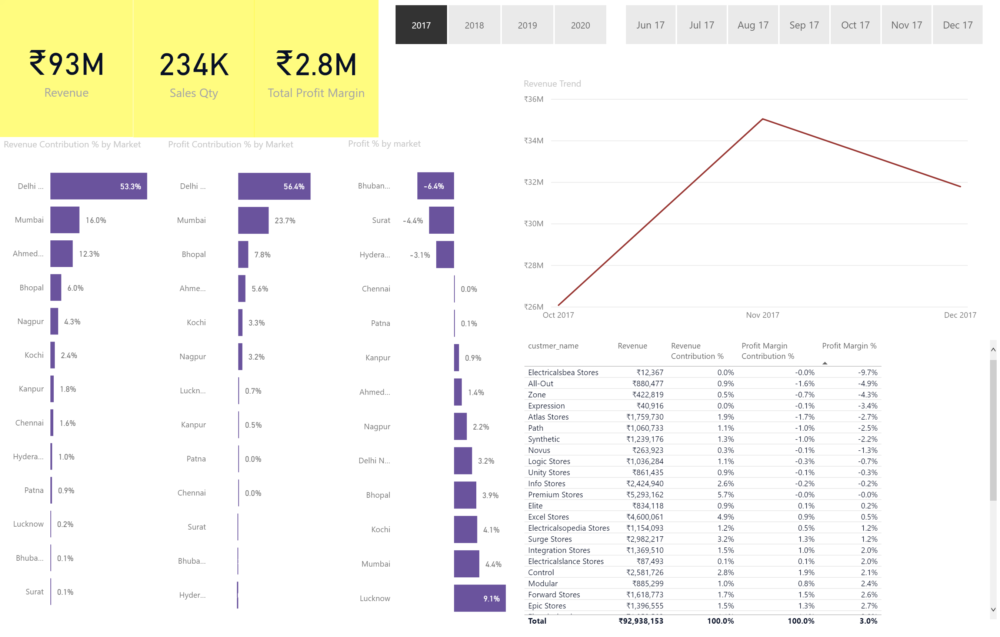 ₹93M
Revenue
234K
Sales Qty
₹2.8M
Total Profit Margin
2017 2018 2019 2020
Jun 17 Jul 17 Aug 17 Sep 17 Oct 17 Nov 17 Dec 17
Revenue Contribution % by Market
Delhi ... 53.3%
Mumbai 16.0%
Ahmed... 12.3%
Bhopal 6.0%
Nagpur 4.3%
Kochi 2.4%
Kanpur 1.8%
Chennai 1.6%
Hydera... 1.0%
Patna 0.9%
Lucknow 0.2%
Bhuba... 0.1%
Surat 0.1%
Profit Contribution % by Market
Delhi ... 56.4%
Mumbai 23.7%
Bhopal 7.8%
Ahme... 5.6%
Kochi 3.3%
Nagpur 3.2%
Luckn... 0.7%
Kanpur 0.5%
Patna 0.0%
Chennai 0.0%
Surat
Bhuba...
Hyder...
Profit % by market
Bhuban... -6.4%
Surat -4.4%
Hydera... -3.1%
Chennai 0.0%
Patna 0.1%
Kanpur 0.9%
Ahmed... 1.4%
Nagpur 2.2%
Delhi N... 3.2%
Bhopal 3.9%
Kochi 4.1%
Mumbai 4.4%
Lucknow 9.1%
Revenue Trend
₹36M
₹34M
₹32M
₹30M
₹28M
₹26M
Oct 2017 Nov 2017 Dec 2017
custmer_name Revenue Revenue Contribution % Profit Margin Contribution % Profit Margin %
Electricalsbea Stores ₹12,367 0.0% -0.0% -9.7%
All-Out ₹880,477 0.9% -1.6% -4.9%
Zone ₹422,819 0.5% -0.7% -4.3%
Expression ₹40,916 0.0% -0.1% -3.4%
Atlas Stores ₹1,759,730 1.9% -1.7% -2.7%
Path ₹1,060,733 1.1% -1.0% -2.5%
Synthetic ₹1,239,176 1.3% -1.0% -2.2%
Novus ₹263,923 0.3% -0.1% -1.3%
Logic Stores ₹1,036,284 1.1% -0.3% -0.7%
Unity Stores ₹861,435 0.9% -0.1% -0.3%
Info Stores ₹2,424,940 2.6% -0.2% -0.2%
Premium Stores ₹5,293,162 5.7% -0.0% -0.0%
Elite ₹834,118 0.9% 0.1% 0.2%
Excel Stores ₹4,600,061 4.9% 0.9% 0.5%
Electricalsopedia Stores ₹1,154,093 1.2% 0.5% 1.2%
Surge Stores ₹2,982,217 3.2% 1.3% 1.2%
Integration Stores ₹1,369,510 1.5% 1.0% 2.0%
Electricalslance Stores ₹87,493 0.1% 0.1% 2.0%
Control ₹2,581,726 2.8% 1.9% 2.1%
Modular ₹885,299 1.0% 0.8% 2.4%
Forward Stores ₹1,618,773 1.7% 1.5% 2.6%
Epic Stores ₹1,396,555 1.5% 1.3% 2.7%
Total ₹92,938,153 100.0% 100.0% 3.0%